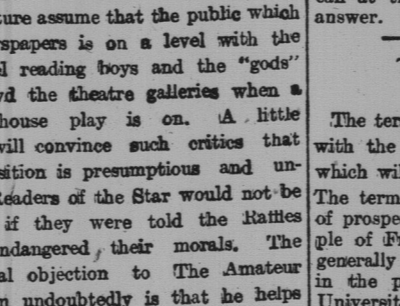 ture assume that the public which
spapers is on a level with the
l reading boys and the "gods"
d the theatre galleries when a
house play is on. A little
will convince such critics that
sition is presumptious and un-
Readers of the Star would not be
if they were told the Raffles
ndangered their morals. The
al objection to The Amateur
undoubtedly is that he helps
answer.
The ter
with the
which wil
The term
of prospe
ple of Fr
generally
in the p
Universit